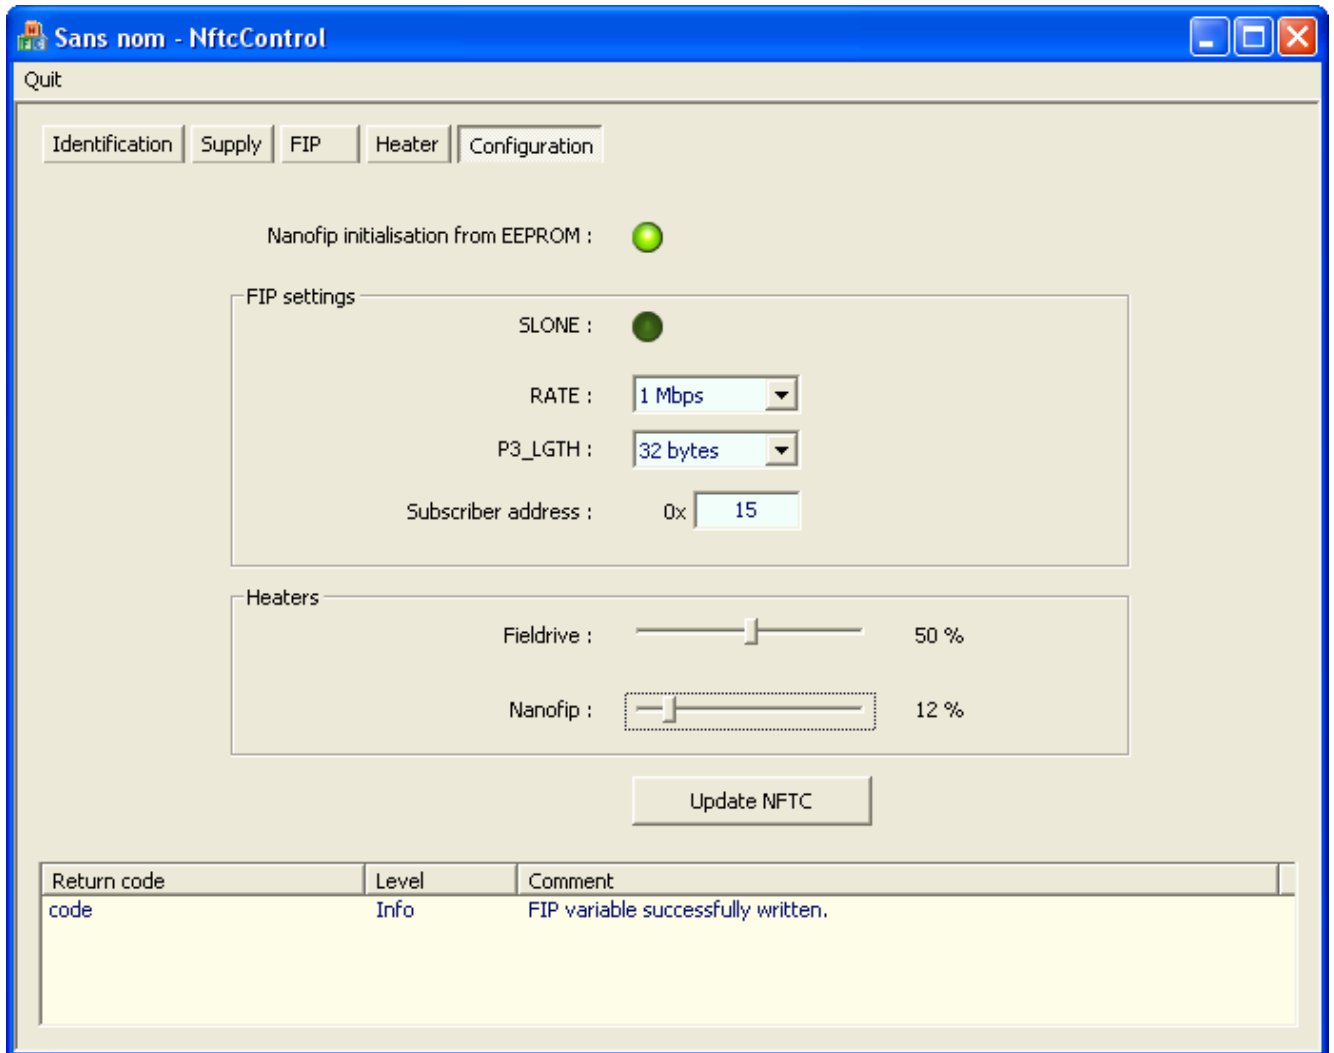 Sans nom - NftcControl
Quit
Identification Supply FIP Heater Configuration
Nanofip initialisation from EEPROM :
FIP settings
SLONE :
RATE : 1 Mbps
P3_LGTH : 32 bytes
Subscriber address : 0x 15
Heaters
Fieldrive : 50 %
Nanofip : 12 %
Update NFTC
Return code Level Comment
code Info FIP variable successfully written.